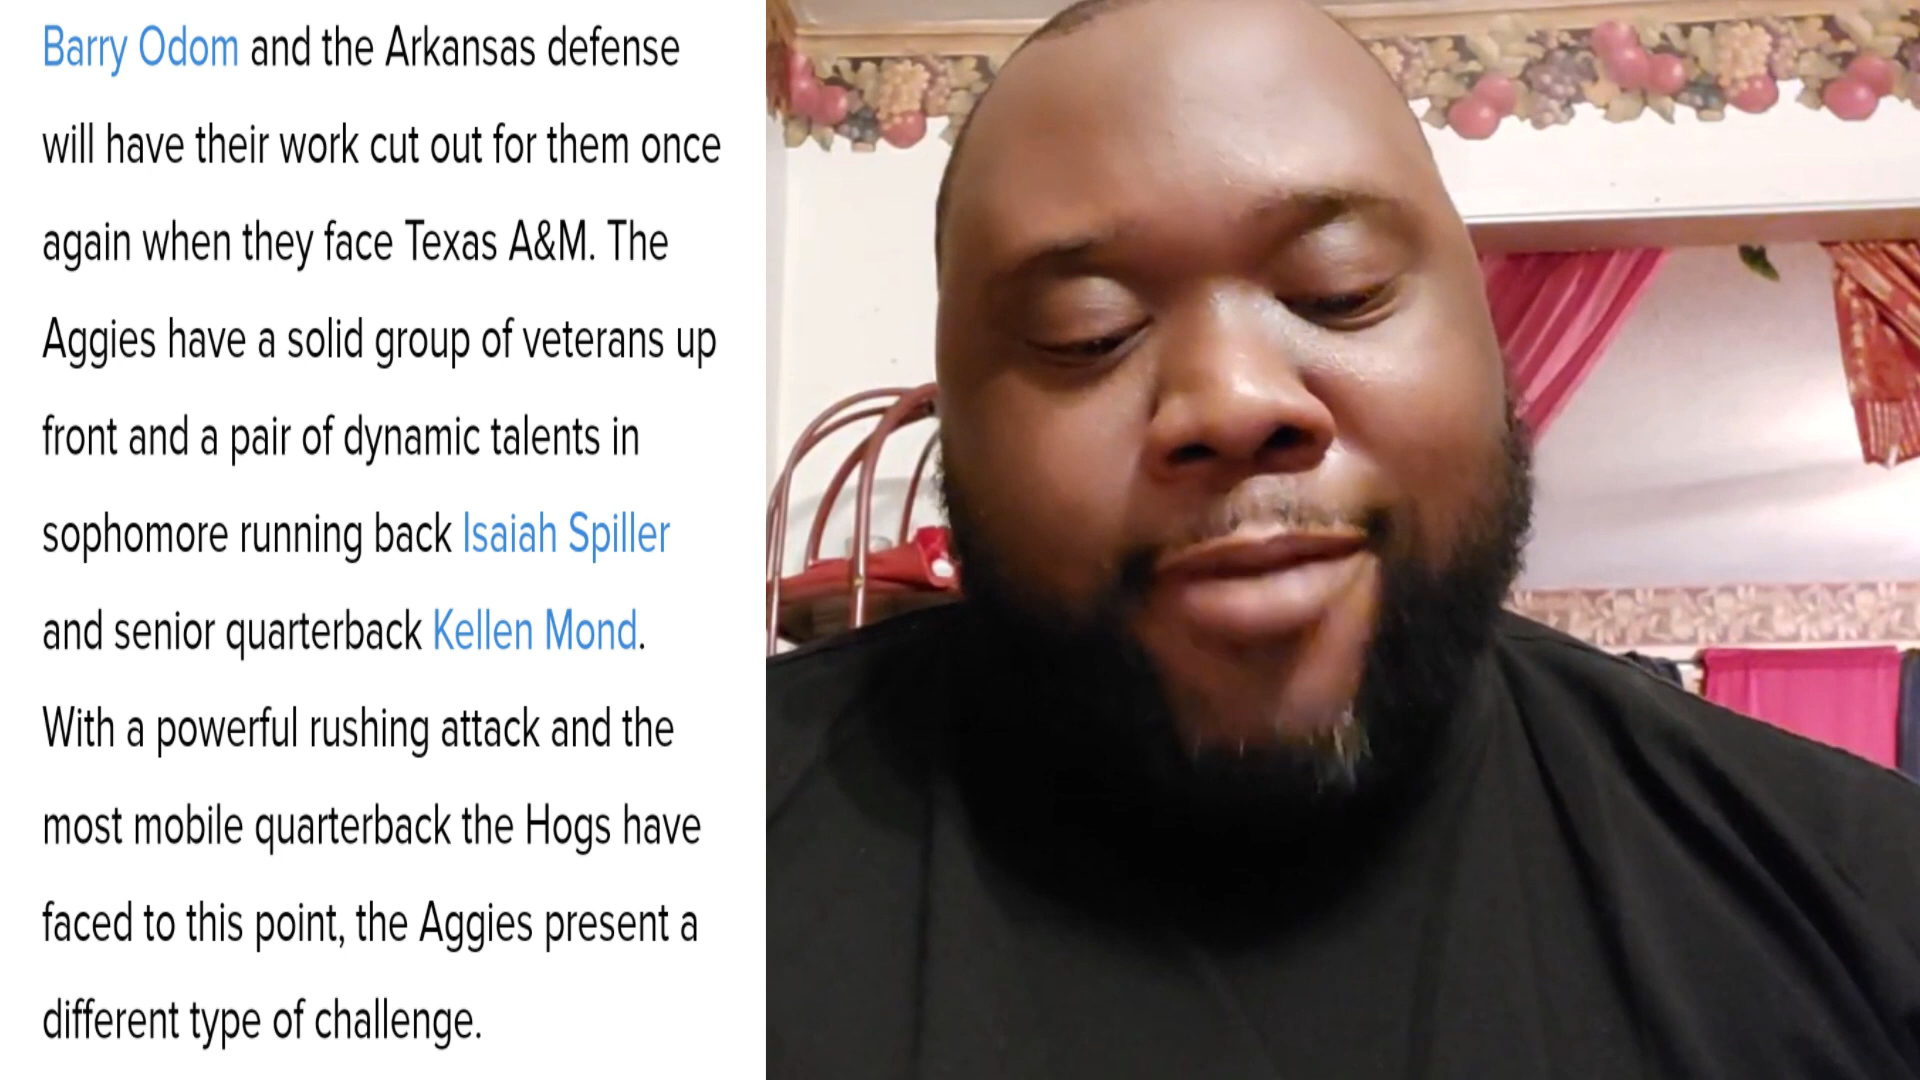 Barry Odom and the Arkansas defense
will have their work cut out for them once
again when they face Texas A&M. The
Aggies have a solid group of veterans up
front and a pair of dynamic talents in
sophomore running back Isaiah Spiller
and senior quarterback Kellen Mond.
With a powerful rushing attack and the
most mobile quarterback the Hogs have
faced to this point, the Aggies present a
different type of challenge.